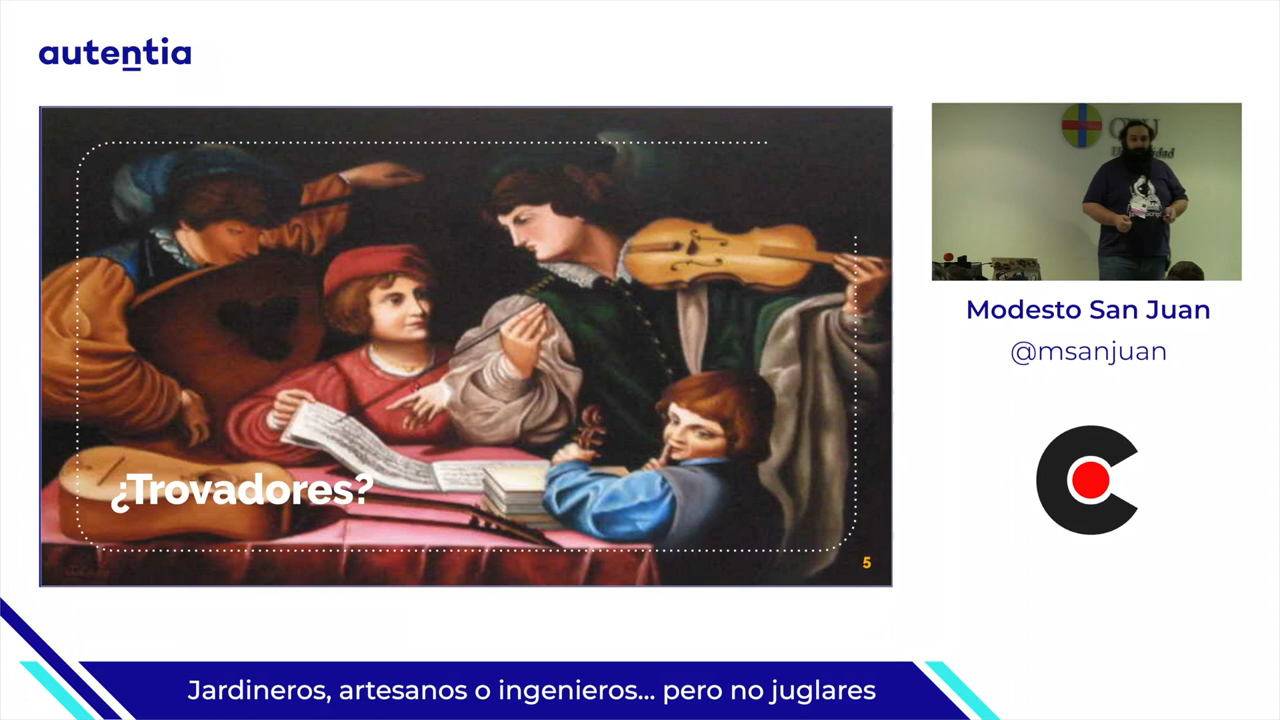 autentia
¿Trovadores?
5
Modesto San Juan
@msanjuan
Jardineros, artesanos o ingenieros... pero no juglares